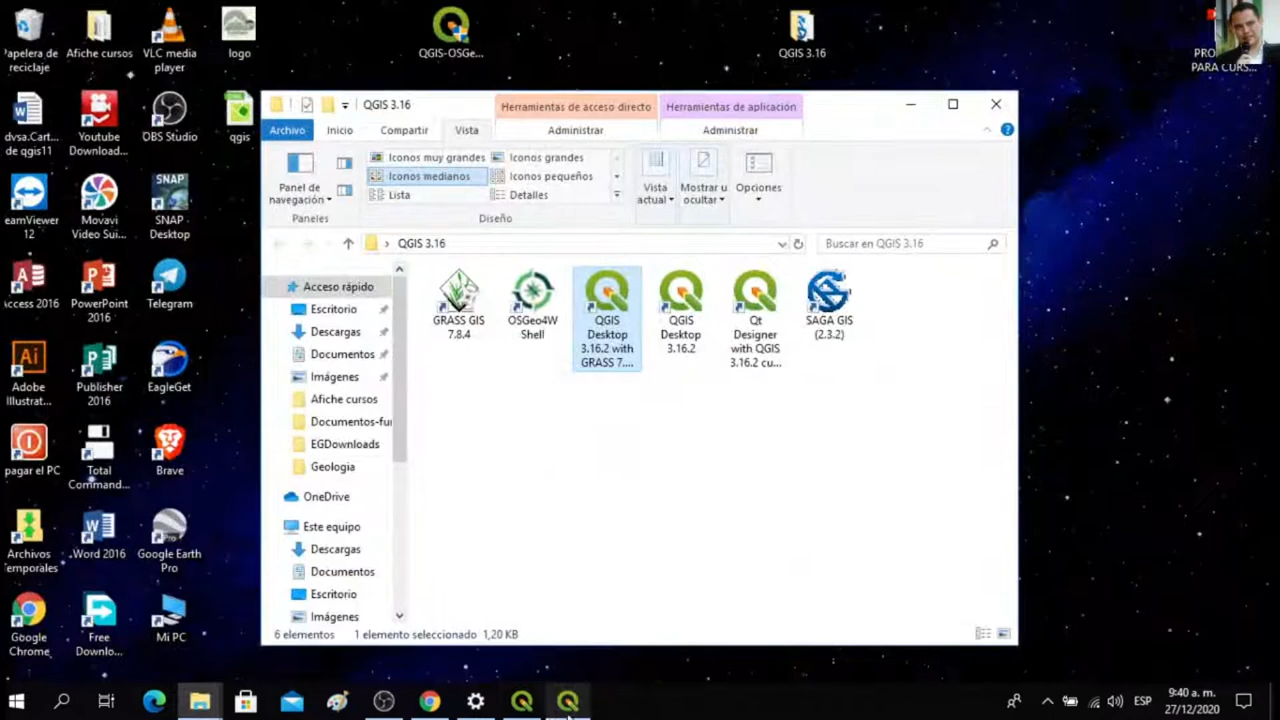 Papelera de
reciclaje
Afiche cursos
VLC media
player
logo
QGIS-OSGe...
QGIS 3.16
PRO
PARA CURS...
dvsa.Cart...
de qgis11
Youtube
Download...
OBS Studio
qgis
eamViewer
12
Movavi
Video Sui...
SNAP
SNAP
Desktop
Access 2016
PowerPoint
2016
Telegram
Adobe
Illustrat...
Publisher
2016
EagleGet
pagar el PC
Total
Comman...
Brave
Archivos
Temporales
Word 2016
Google Earth
Pro
Google
Chrome
Free
Downlo...
Mi PC
QGIS 3.16
Herramientas de acceso directo
Herramientas de aplicación
Archivo
Inicio
Compartir
Vista
Administrar
Administrar
Panel de
navegación
Iconos muy grandes
Iconos grandes
Iconos medianos
Iconos pequeños
Lista
Detalles
Vista
actual
Mostrar u
ocultar
Opciones
Paneles
Diseño
QGIS 3.16
Buscar en QGIS 3.16
Acceso rápido
Escritorio
Descargas
Documentos
Imágenes
Afiche cursos
Documentos-fu
EGDownloads
Geologia
OneDrive
Este equipo
Descargas
Documentos
Escritorio
Imágenes
GRASS GIS
7.8.4
OSGeo4W
Shell
QGIS
Desktop
3.16.2 with
GRASS 7....
QGIS
Desktop
3.16.2
Qt
Designer
with QGIS
3.16.2 cu...
SAGA GIS
(2.3.2)
6 elementos
1 elemento seleccionado 1,20 KB
ESP
9:40 a. m.
27/12/2020